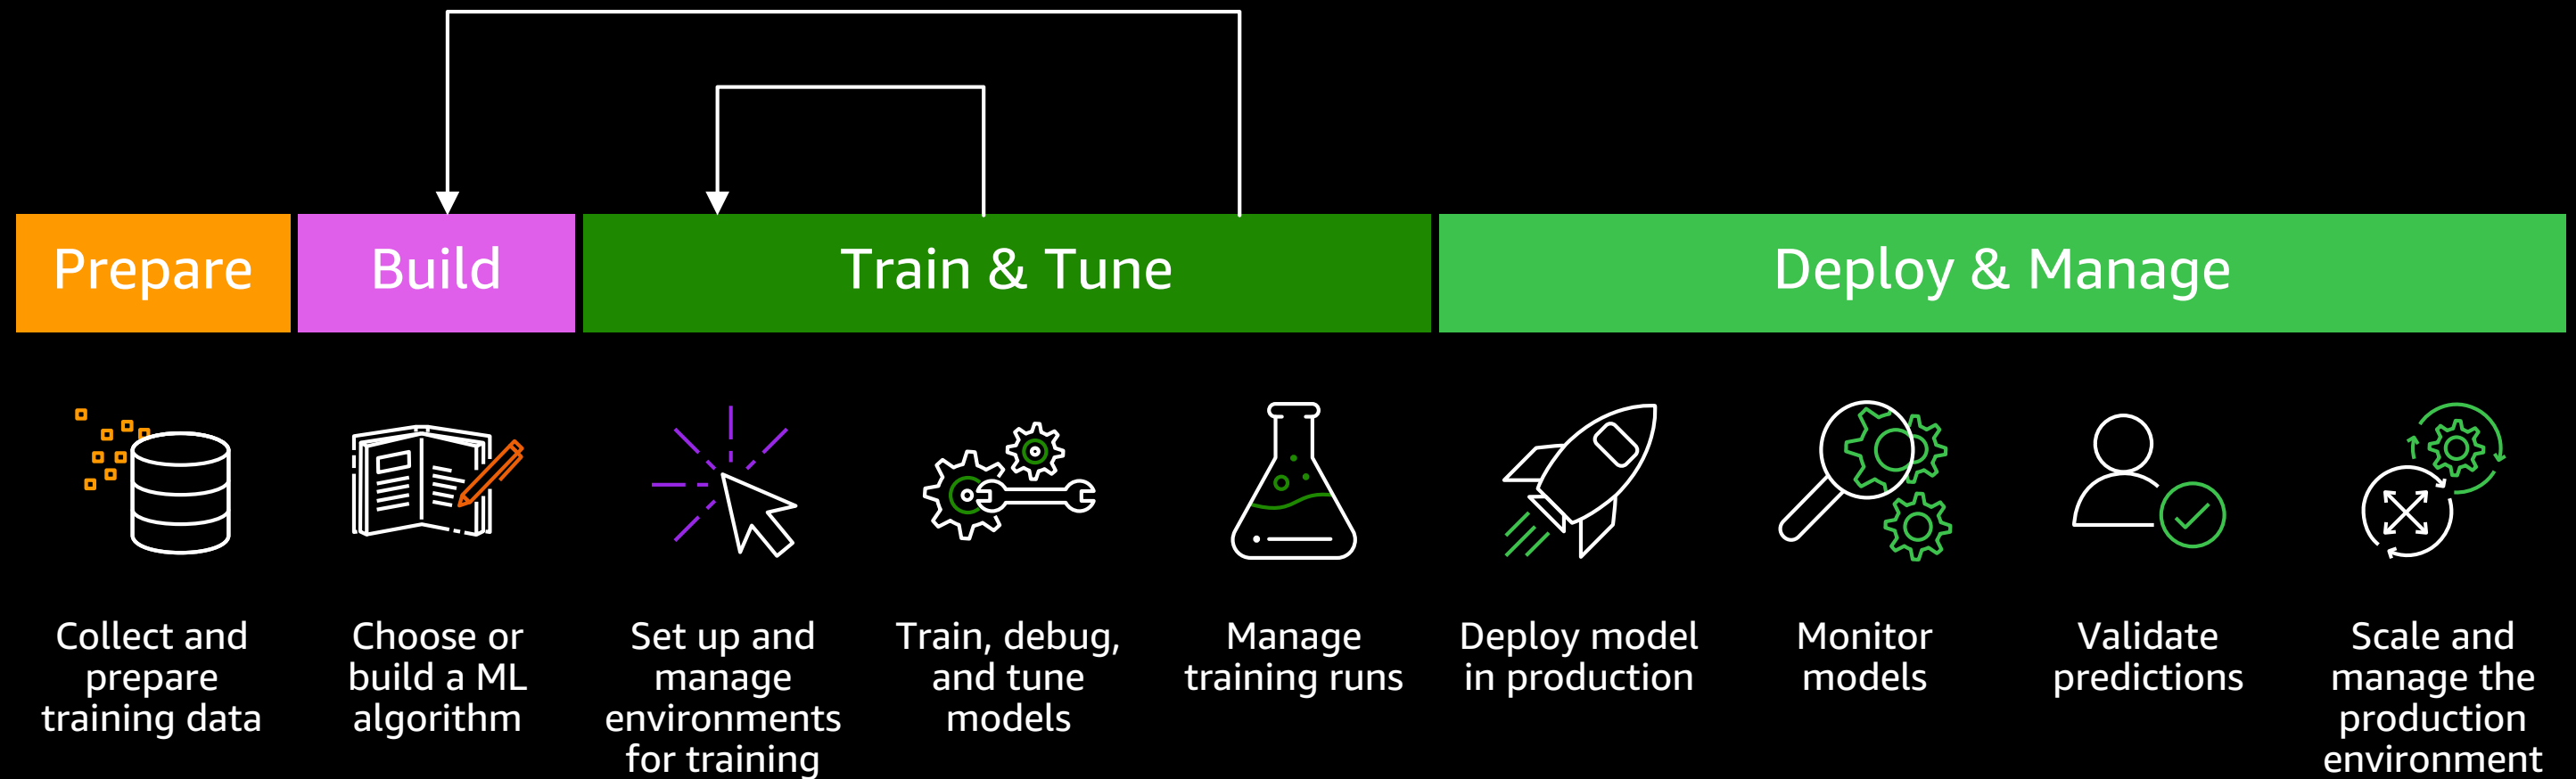 Prepare
Build
Train & Tune
Deploy & Manage
Collect and
prepare
training data
Choose or
build a ML
algorithm
Set up and
manage
environments
for training
Train, debug,
and tune
models
Manage
training runs
Deploy model
in production
Monitor
models
Validate
predictions
Scale and
manage the
production
environment